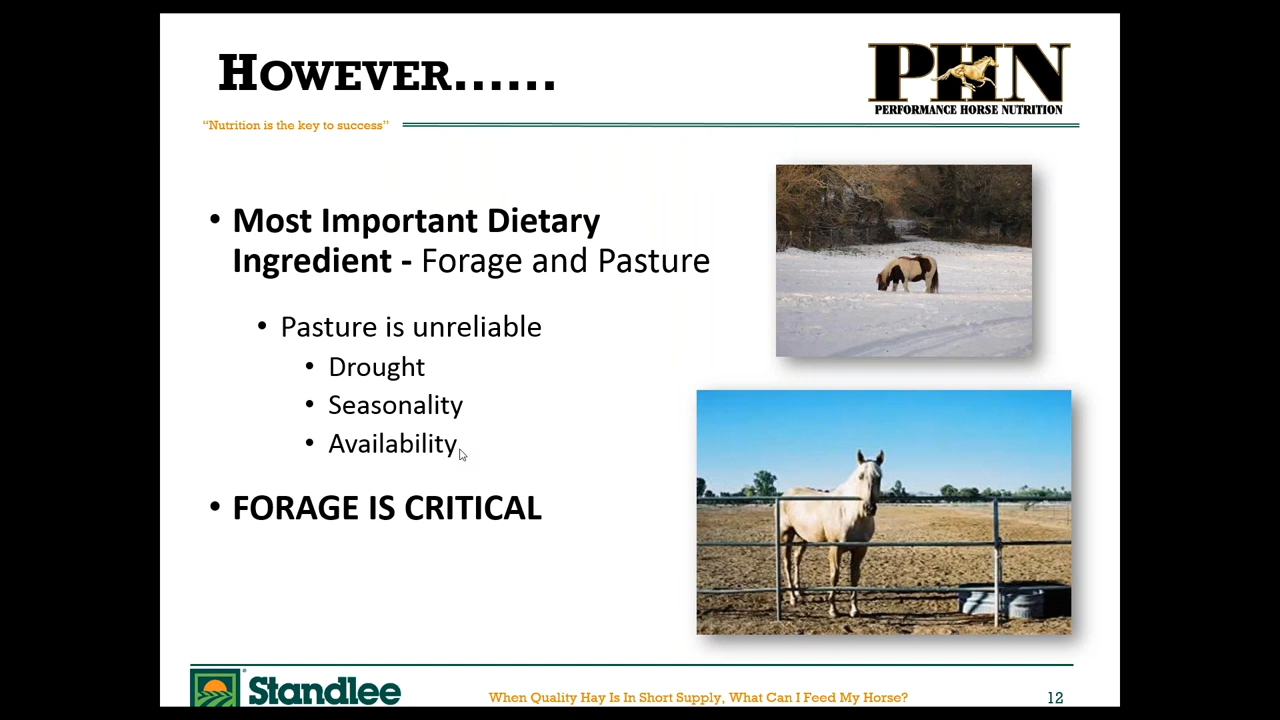 HOWEVER......
PHN
PERFORMANCE HORSE NUTRITION
“Nutrition is the key to success”
• Most Important Dietary
Ingredient - Forage and Pasture
• Pasture is unreliable
• Drought
• Seasonality
• Availability
• FORAGE IS CRITICAL
Standlee
When Quality Hay Is In Short Supply, What Can I Feed My Horse?
12